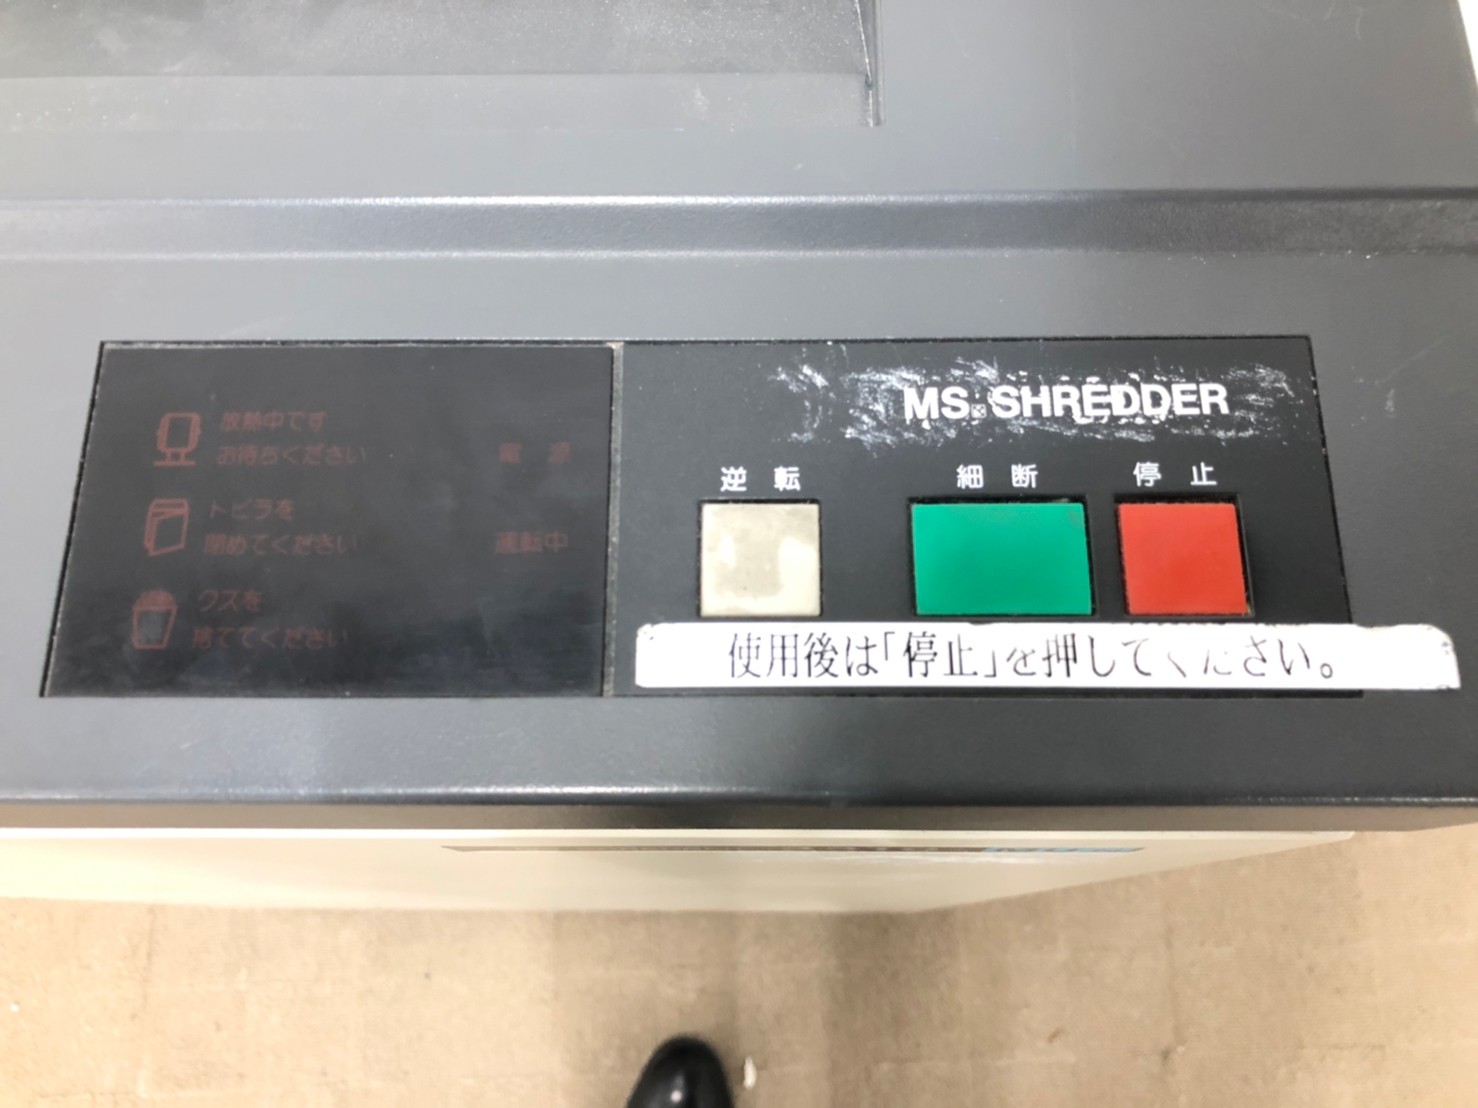 放熱中です
お待ちください
電源
トビラを
閉めてください
運転中
クズを
捨ててください
MS.SHREDDER
逆転
細断
停止
使用後は「停止」を押してください。